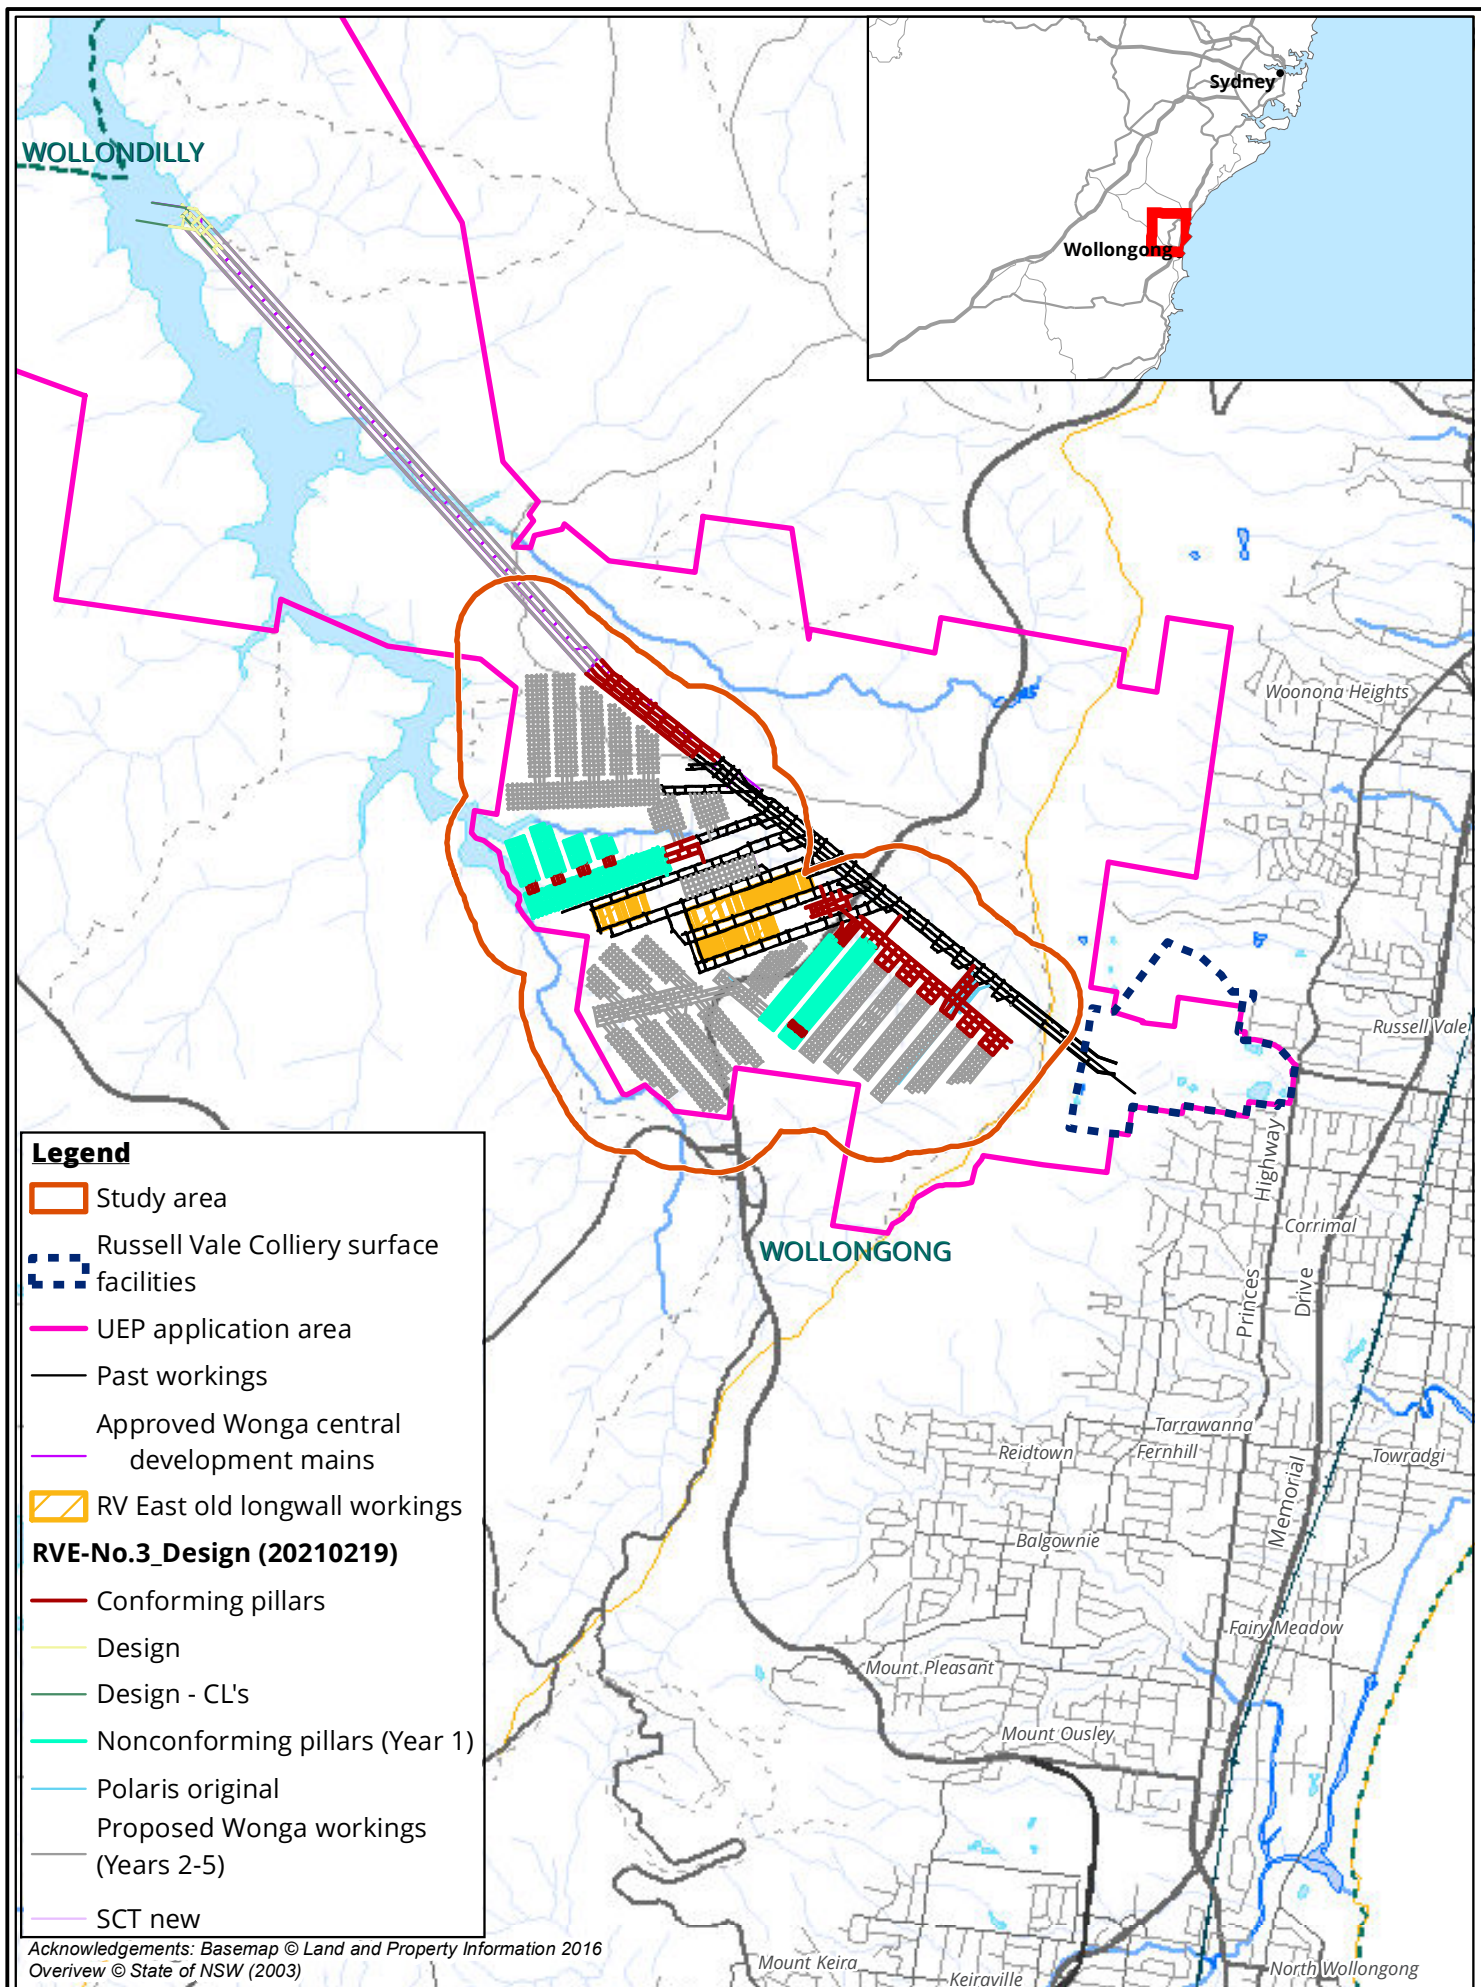 Sydney
Wollongong
WOLLONDILLY
Woonona Heights
Russell Vale
Highway
Corrimal
WOLLONGONG
Princes
Drive
Tarrawanna
Reidtown
Fernhill
Towradgi
Memorial
Balgownie
Fairy Meadow
Mount Pleasant
Mount Ousley
Mount Keira
Keiraville
North Wollongong
Legend
Study area
Russell Vale Colliery surface
facilities
UEP application area
Past workings
Approved Wonga central
development mains
RV East old longwall workings
RVE-No.3_Design (20210219)
Conforming pillars
Design
Design - CL's
Nonconforming pillars (Year 1)
Polaris original
Proposed Wonga workings
(Years 2-5)
SCT new
Acknowledgements: Basemap © Land and Property Information 2016
Overivew © State of NSW (2003)